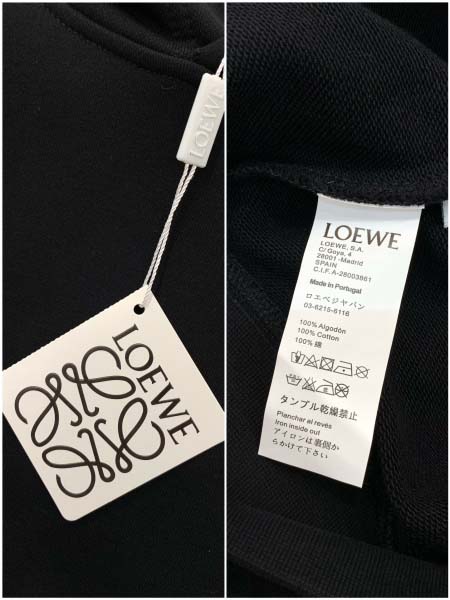 LOEWE
LOEWE
LOEWE
LOEWE, S.A.
C/ Goya, 4
28001 -Madrid
SPAIN
C.I.F. A-28003861
Made in Portugal
ロエベジャパン
03-6215-6116
100% Algodón
100% Cotton
100% 綿
タンブル乾燥禁止
Planchar al revés
Iron inside out
アイロンは裏側か
らかけて下さい